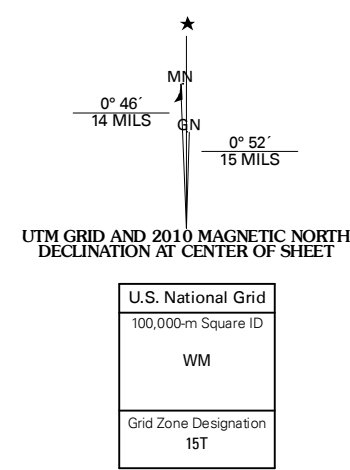 MN
0° 46´
14 MILS
GN
0° 52´
15 MILS
UTM GRID AND 2010 MAGNETIC NORTH
DECLINATION AT CENTER OF SHEET
U.S. National Grid
100,000-m Square ID
WM
Grid Zone Designation
15T